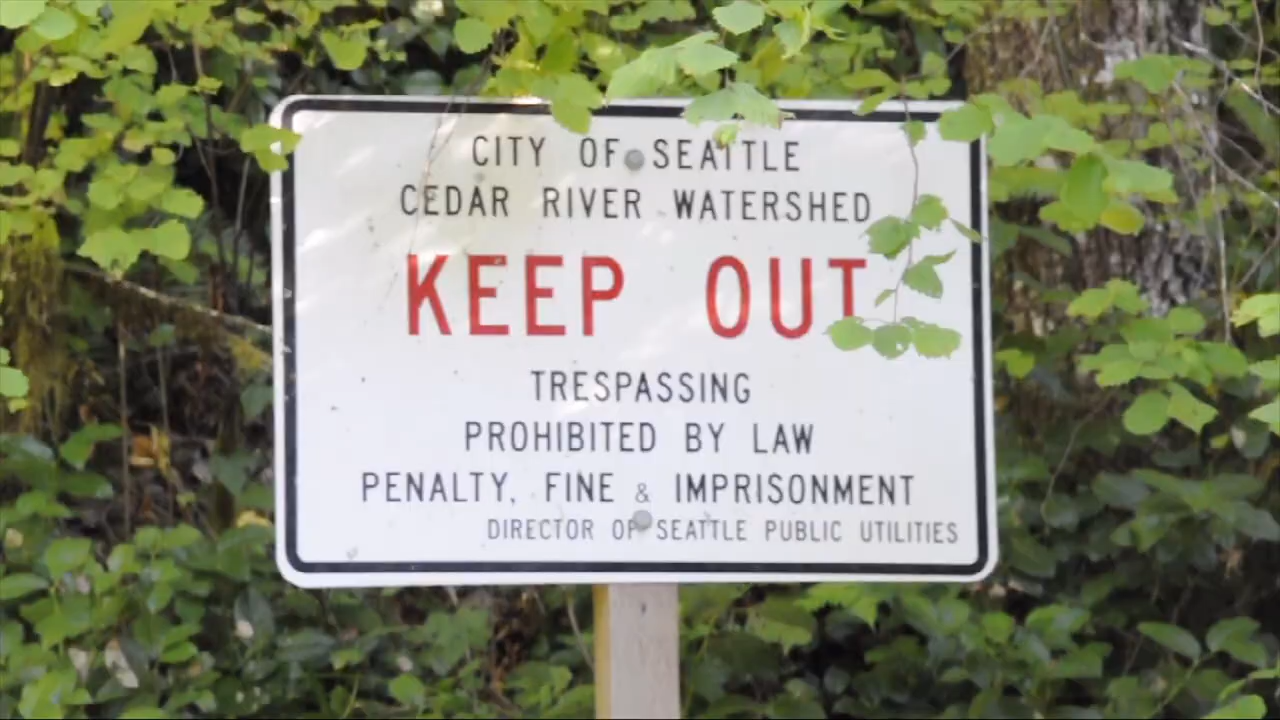 CITY OF SEATTLE
CEDAR RIVER WATERSHED
KEEP OUT
TRESPASSING
PROHIBITED BY LAW
PENALTY, FINE & IMPRISONMENT
DIRECTOR OF SEATTLE PUBLIC UTILITIES